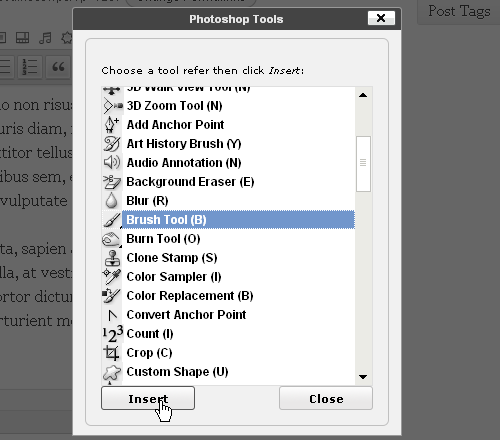 Photoshop Tools
Post Tags
Choose a tool refer then click Insert:
3D Walk View Tool (N)
3D Zoom Tool (N)
Add Anchor Point
Art History Brush (Y)
Audio Annotation (N)
Background Eraser (E)
Blur (R)
Brush Tool (B)
Burn Tool (O)
Clone Stamp (S)
Color Sampler (I)
Color Replacement (B)
Convert Anchor Point
Count (I)
Crop (C)
Custom Shape (U)
Insert
Close
o non risus
uris diam,
ttitor tellus
ibus sem, e
vulputate
ta, sapien
lla, at vest
ortor dictu
rturient m